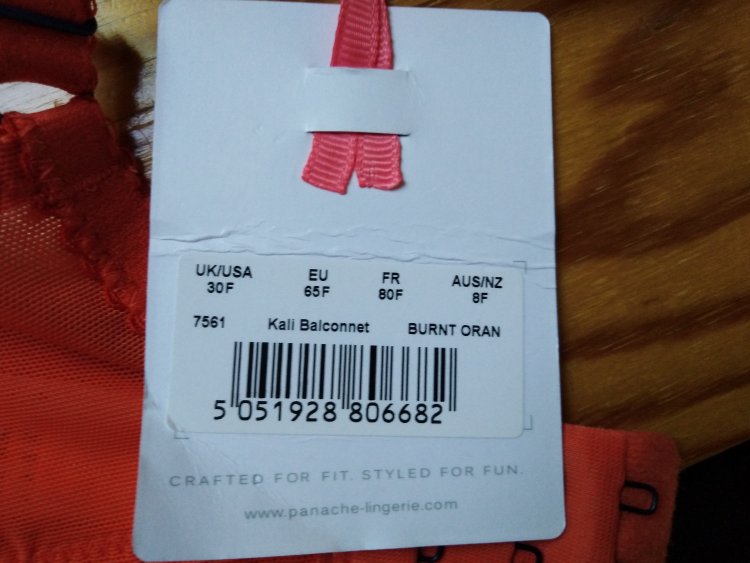 UK/USA EU FR AUS/NZ
30F 65F 80F 8F
7561 Kali Balconnet BURNT ORAN
5 051928 806682
CRAFTED FOR FIT. STYLED FOR FUN.
www.panache-lingerie.com